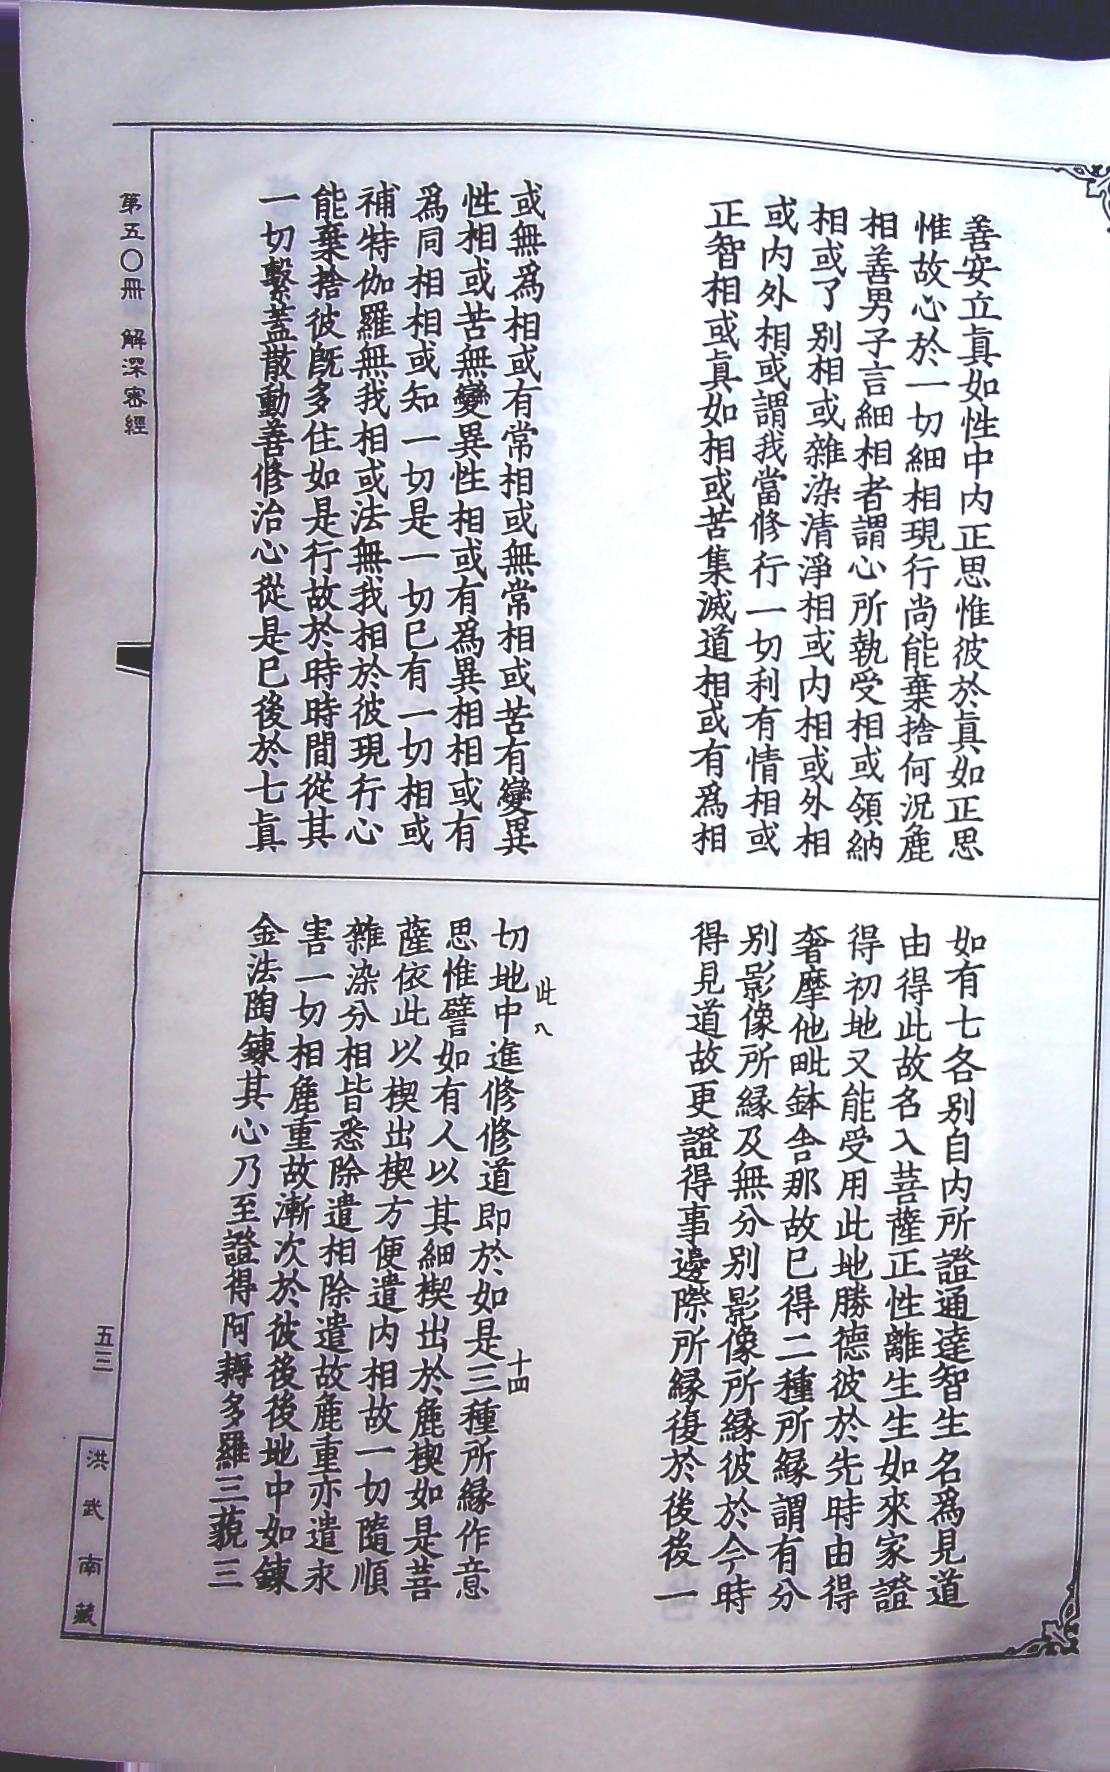 善安立眞如性中內正思惟彼於眞如正思
惟故心於一切細相現行尚能棄捨何況麁
相善男子言細相者謂心所執受相或領納
相或了別相或雜染清淨相或內相或外相
或內外相或謂我當修行一切利有情相或
正智相或眞如相或苦集滅道相或有爲相
或無爲相或有常相或無常相或苦有變異
性相或苦無變異性相或有爲異相相或有
爲同相相或知一切是一切已有一切相或
補特伽羅無我相或法無我相於彼現行心
能棄捨彼旣多住如是行故於時時間從其
一切繫蓋散動善修治心從是已後於七眞
如有七各別自內所證通達智生名爲見道
由得此故名入菩薩正性離生生如來家證
得初地又能受用此地勝德彼於先時由得
奢摩他毗鉢舍那故已得二種所緣謂有分
別影像所緣及無分別影像所緣彼於今時
得見道故更證得事邊際所緣復於後後一
此八
十四
切地中進修修道即於如是三種所緣作意
思惟譬如有人以其細楔出於麁楔如是菩
薩依此以楔出楔方便遣內相故一切隨順
雜染分相皆悉除遣相除遣故麁重亦遣永
害一切相麁重故漸次於彼後後地中如鍊
金法陶鍊其心乃至證得阿耨多羅三藐三
第五〇冊 解深密經
五三
洪武南藏